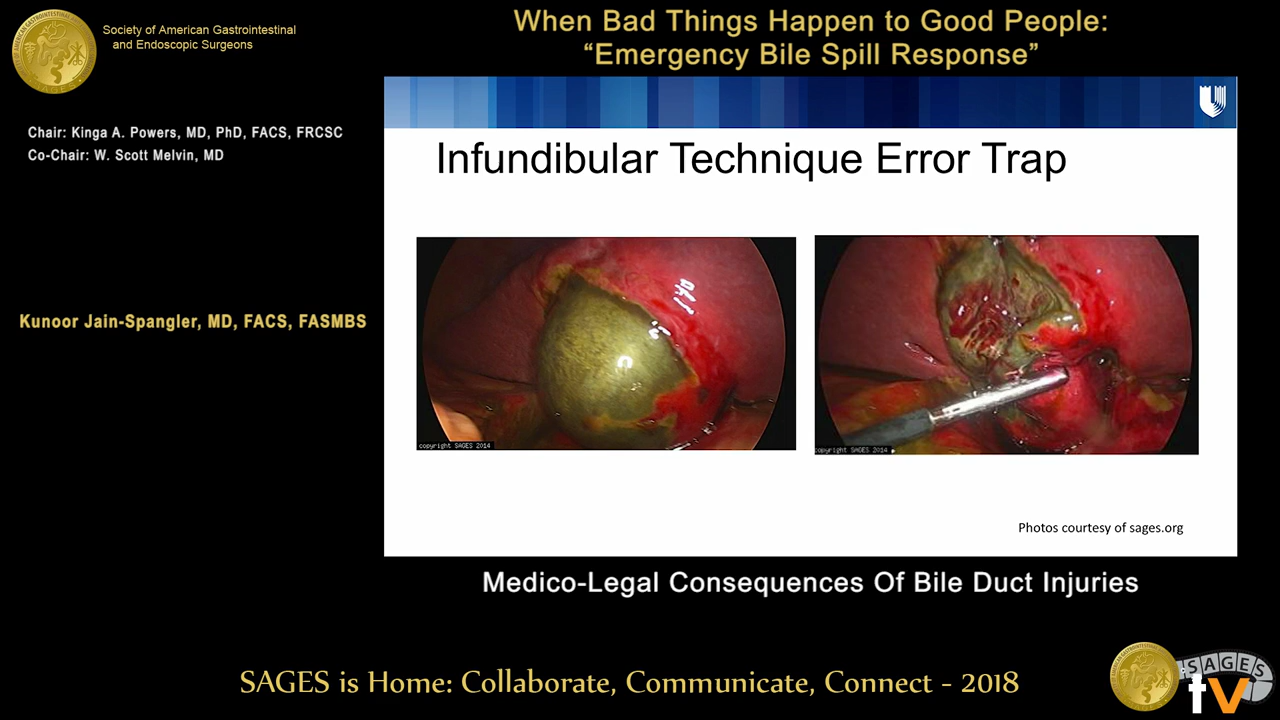 Society of American Gastrointestinal
and Endoscopic Surgeons
When Bad Things Happen to Good People:
“Emergency Bile Spill Response”
Chair: Kinga A. Powers, MD, PhD, FACS, FRCSC
Co-Chair: W. Scott Melvin, MD
Kunoor Jain-Spangler, MD, FACS, FASMBS
Infundibular Technique Error Trap
copyright SAGES 2014
copyright SAGES 2014
Photos courtesy of sages.org
Medico-Legal Consequences Of Bile Duct Injuries
SAGES is Home: Collaborate, Communicate, Connect - 2018
SAGES
tv